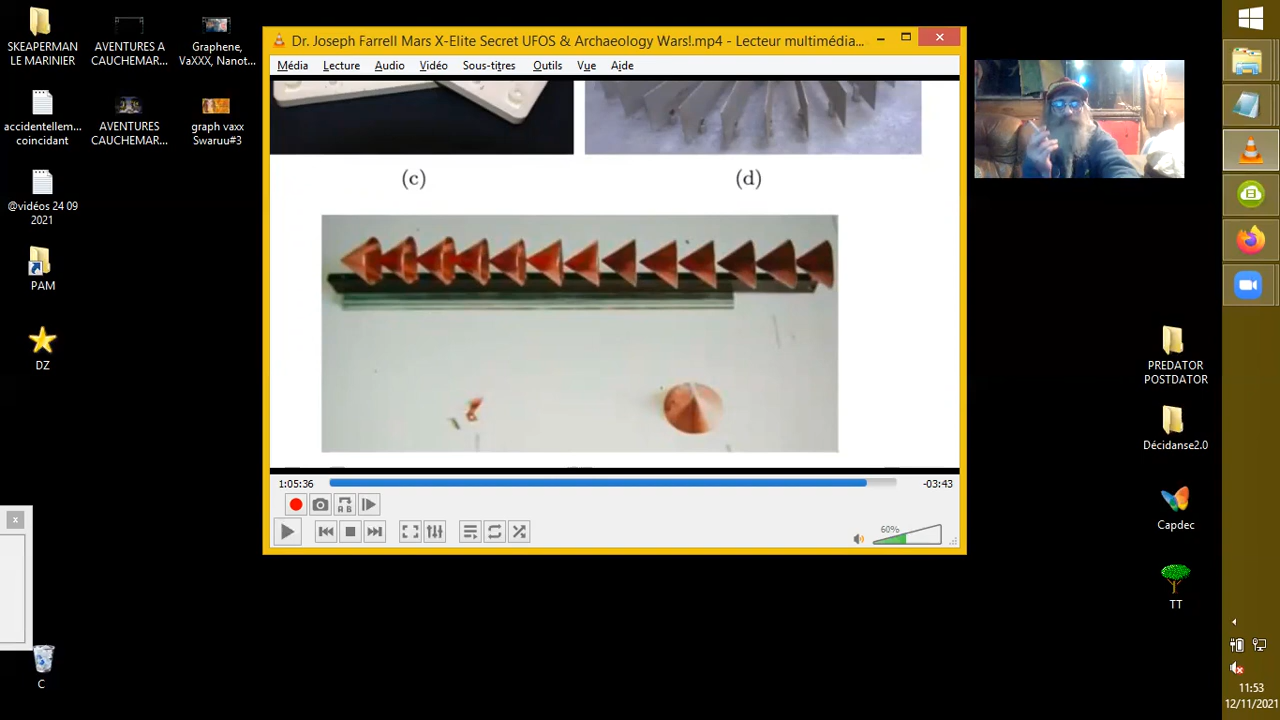 SKEAPERMAN
LE MARINIER
AVENTURES A
CAUCHEMAR...
Graphene,
VaXXX, Nanot...
accidentellem...
coincidant
AVENTURES
CAUCHEMAR...
graph vaxx
Swaruu#3
@vidéos 24 09
2021
PAM
DZ
C
x
Dr. Joseph Farrell Mars X-Elite Secret UFOS & Archaeology Wars!.mp4 - Lecteur multimédia...
Média Lecture Audio Vidéo Sous-titres Outils Vue Aide
(c) (d)
1:05:36 -03:43
A B
60%
PREDATOR
POSTDATOR
Décidanse2.0
Capdec
TT
11:53
12/11/2021